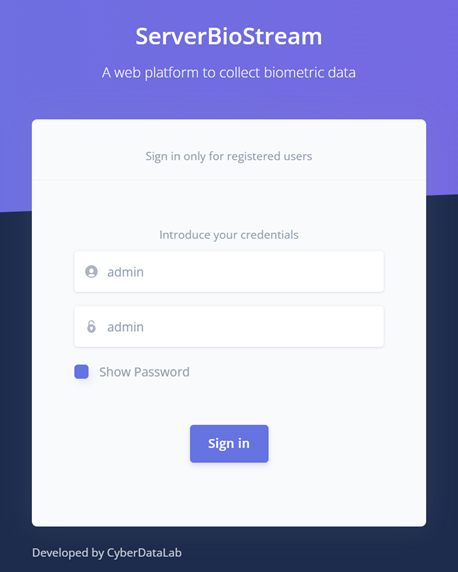 ServerBioStream
A web platform to collect biometric data
Sign in only for registered users
Introduce your credentials
admin
admin
Show Password
Sign in
Developed by CyberDataLab